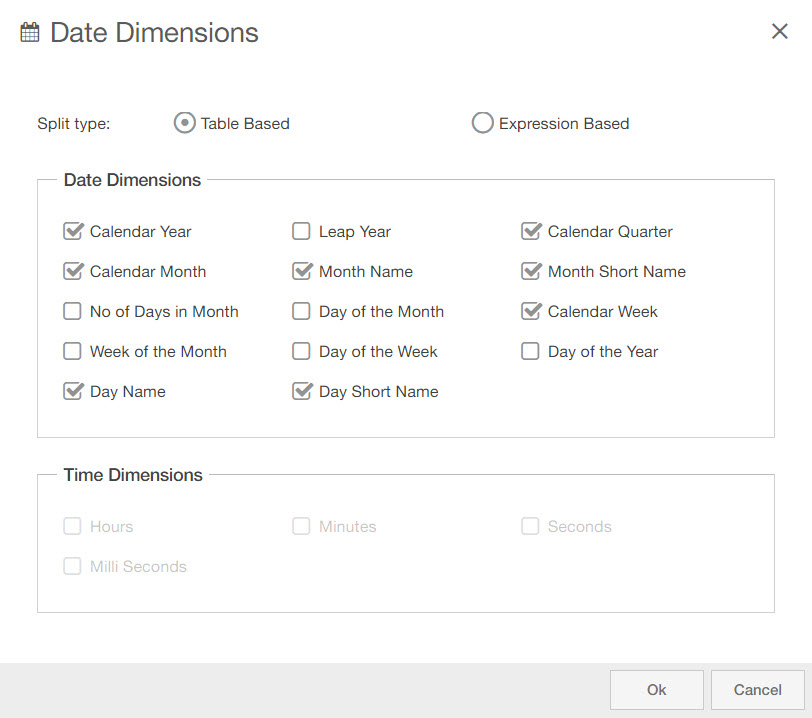 Date Dimensions
Split type: Table Based Expression Based
Date Dimensions
Calendar Year Leap Year Calendar Quarter
Calendar Month Month Name Month Short Name
No of Days in Month Day of the Month Calendar Week
Week of the Month Day of the Week Day of the Year
Day Name Day Short Name
Time Dimensions
Hours Minutes Seconds
Milli Seconds
Ok Cancel